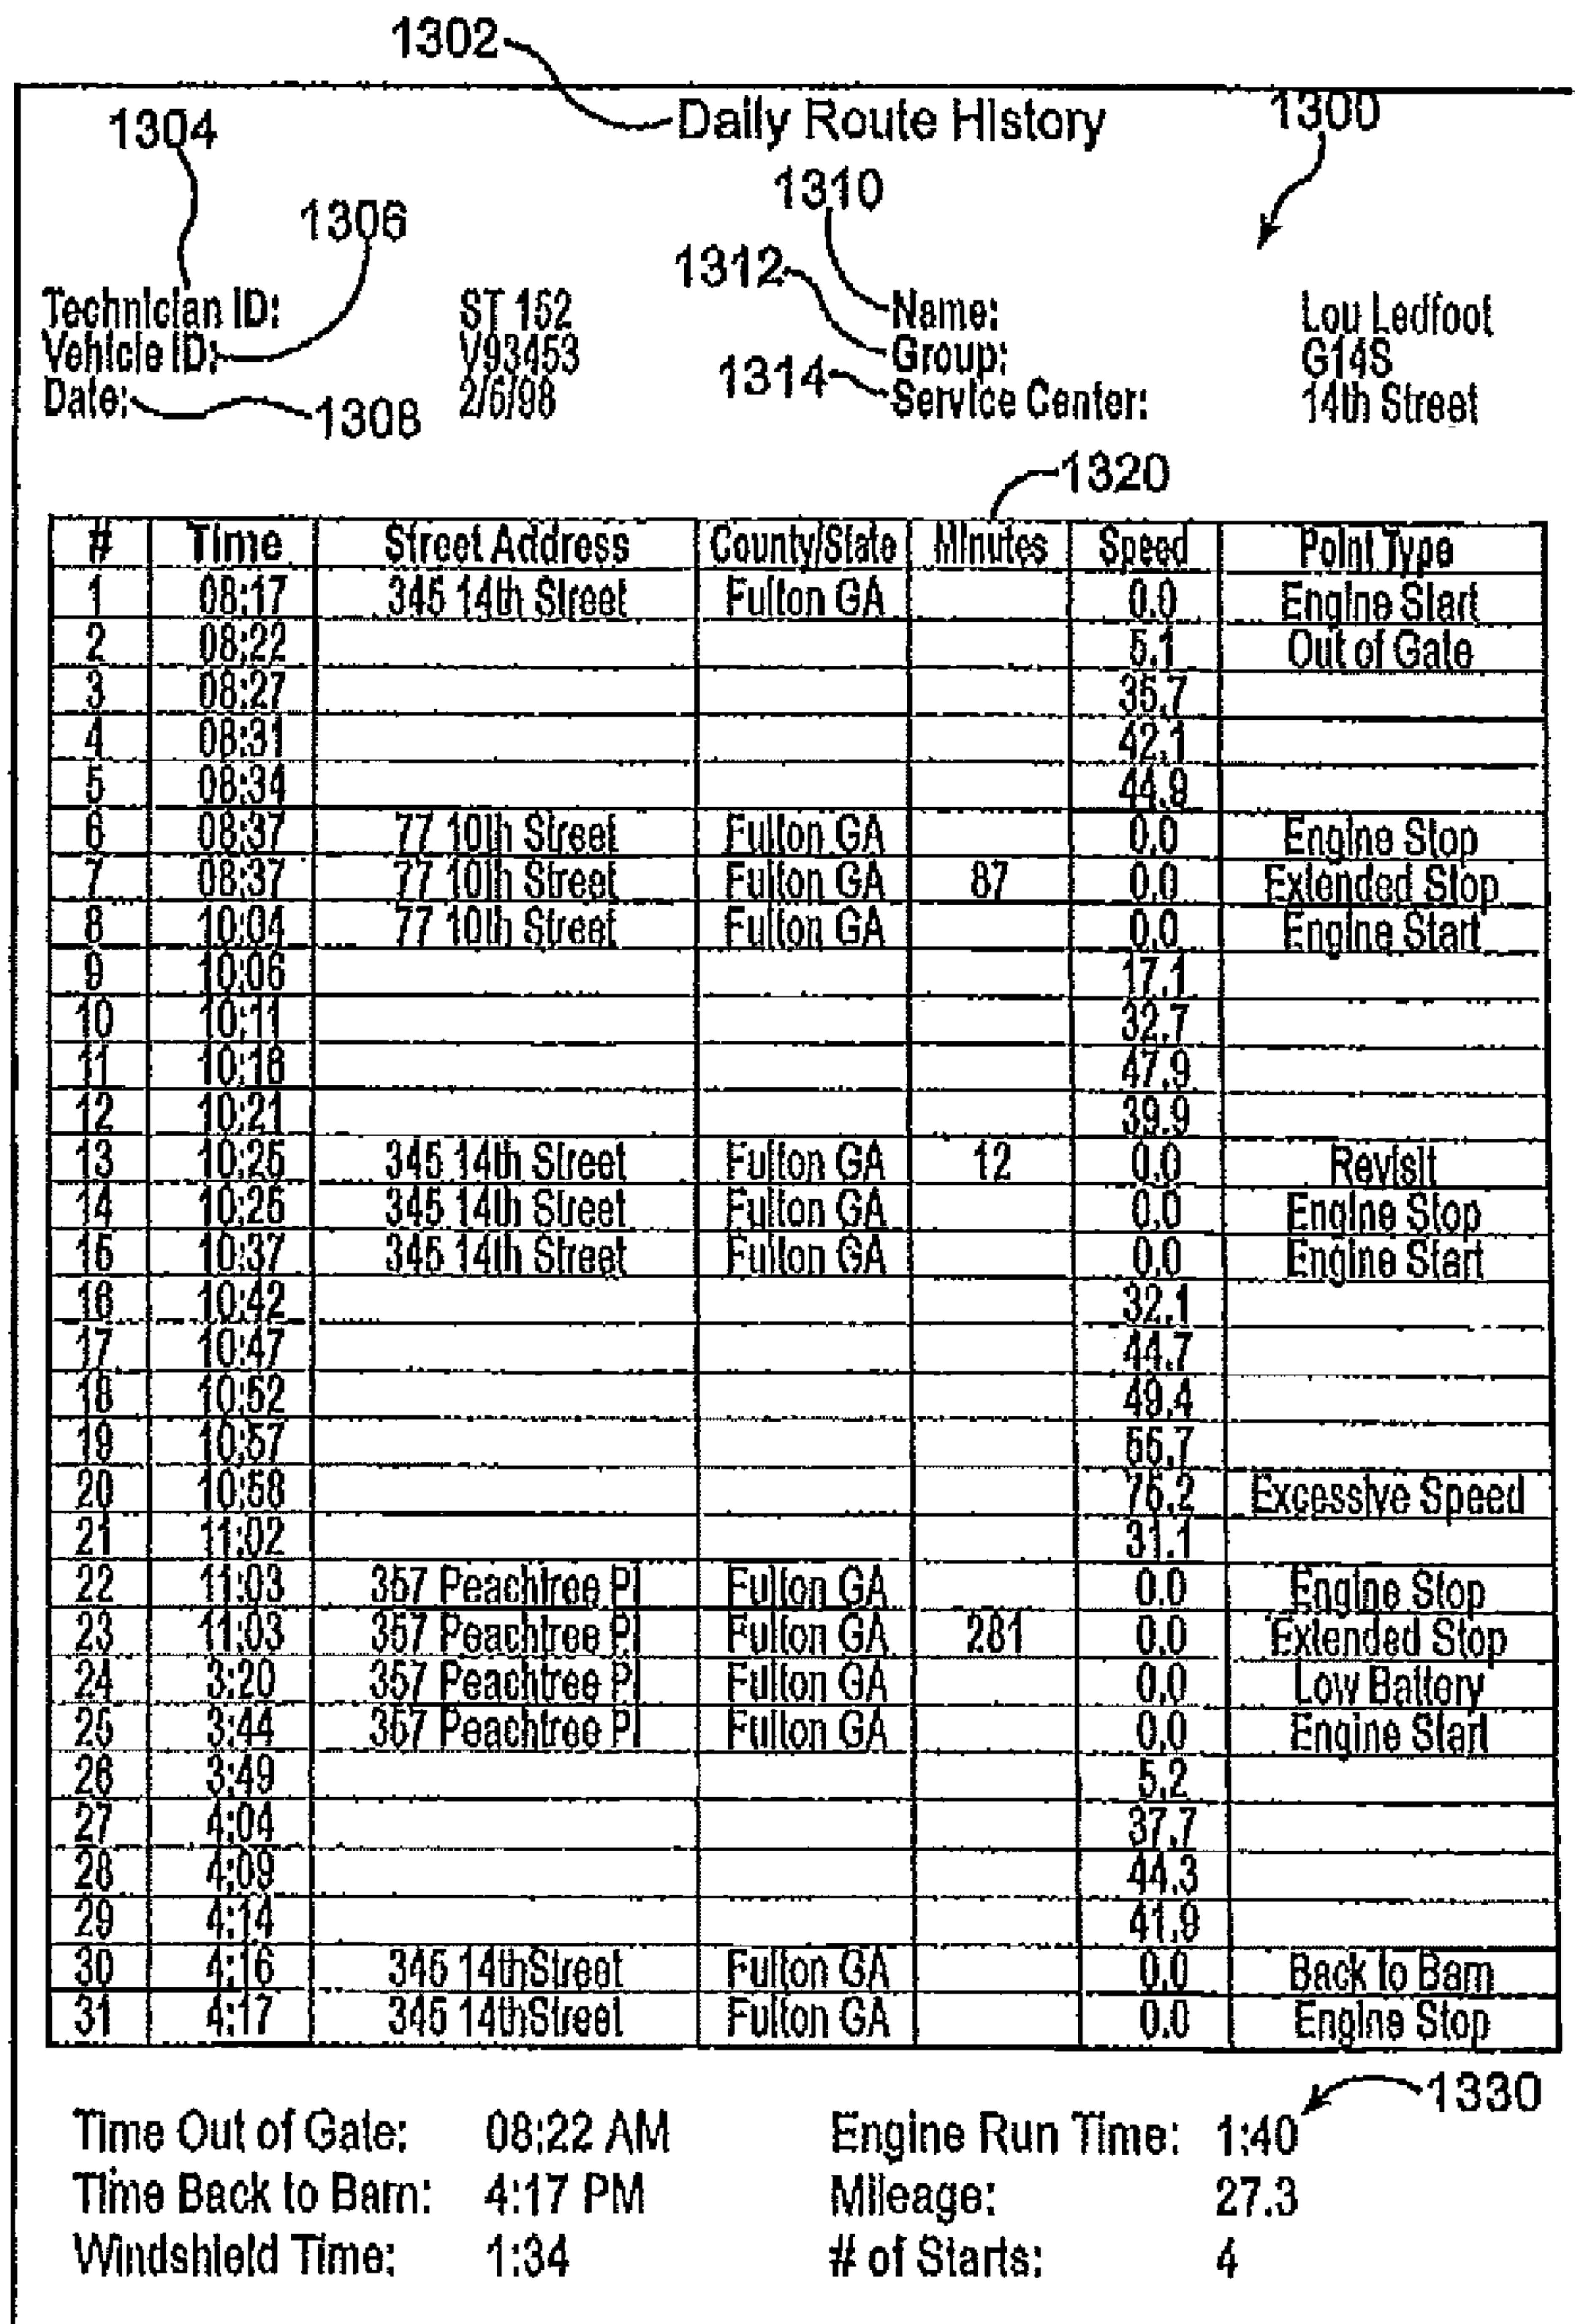 1302
Daily Route History
1300
1304
1310
1306
1312
Technician ID: ST 152 Name: Lou Ledfoot
Vehicle ID: V93453 Group: G14S
Date: 2/6/98 1314 Service Center: 14th Street
1308
1320
# Time Street Address County/State Minutes Speed Point Type
1 08:17 345 14th Street Fulton GA 0.0 Engine Start
2 08:22 5.1 Out of Gate
3 08:27 35.7
4 08:31 42.1
5 08:34 44.9
6 08:37 77 10th Street Fulton GA 0.0 Engine Stop
7 08:37 77 10th Street Fulton GA 87 0.0 Extended Stop
8 10:04 77 10th Street Fulton GA 0.0 Engine Start
9 10:06 17.1
10 10:11 32.7
11 10:16 47.9
12 10:21 39.9
13 10:25 345 14th Street Fulton GA 12 0.0 Revisit
14 10:25 345 14th Street Fulton GA 0.0 Engine Stop
15 10:37 345 14th Street Fulton GA 0.0 Engine Start
16 10:42 32.1
17 10:47 44.7
18 10:52 49.4
19 10:57 55.7
20 10:58 75.2 Excessive Speed
21 11:02 31.1
22 11:03 357 Peachtree Pl Fulton GA 0.0 Engine Stop
23 11:03 357 Peachtree Pl Fulton GA 281 0.0 Extended Stop
24 3:20 357 Peachtree Pl Fulton GA 0.0 Low Battery
25 3:44 357 Peachtree Pl Fulton GA 0.0 Engine Start
26 3:49 5.2
27 4:04 37.7
28 4:09 44.3
29 4:14 41.9
30 4:16 345 14thStreet Fulton GA 0.0 Back to Barn
31 4:17 345 14thStreet Fulton GA 0.0 Engine Stop
1330
Time Out of Gate: 08:22 AM Engine Run Time: 1:40
Time Back to Barn: 4:17 PM Mileage: 27.3
Windshield Time: 1:34 # of Starts: 4